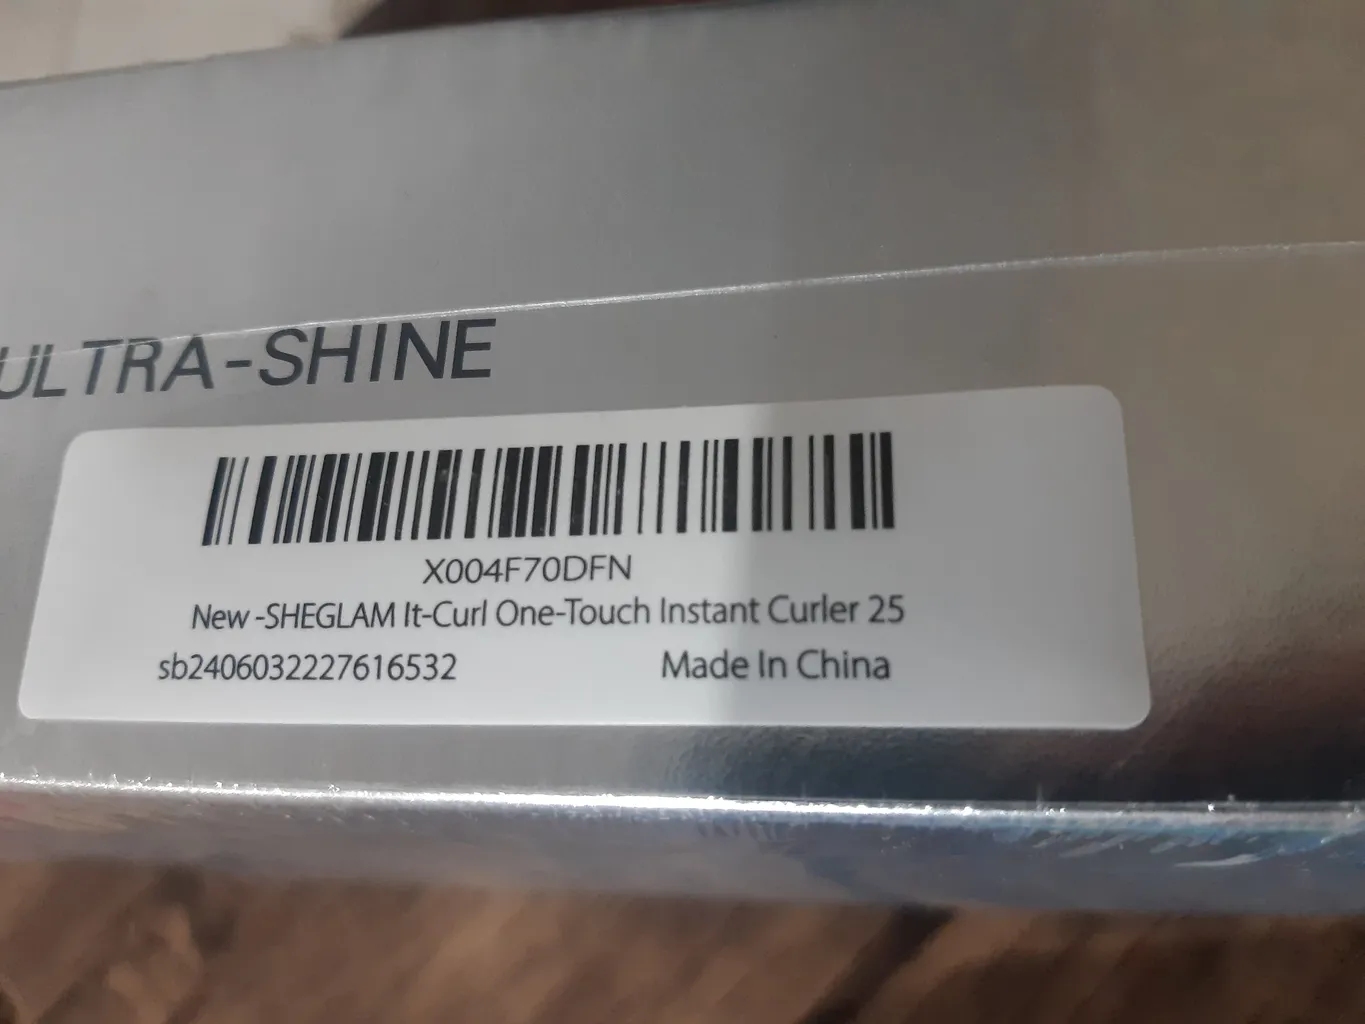 ULTRA-SHINE
X004F70DFN
New -SHEGLAM It-Curl One-Touch Instant Curler 25
sb2406032227616532
Made In China